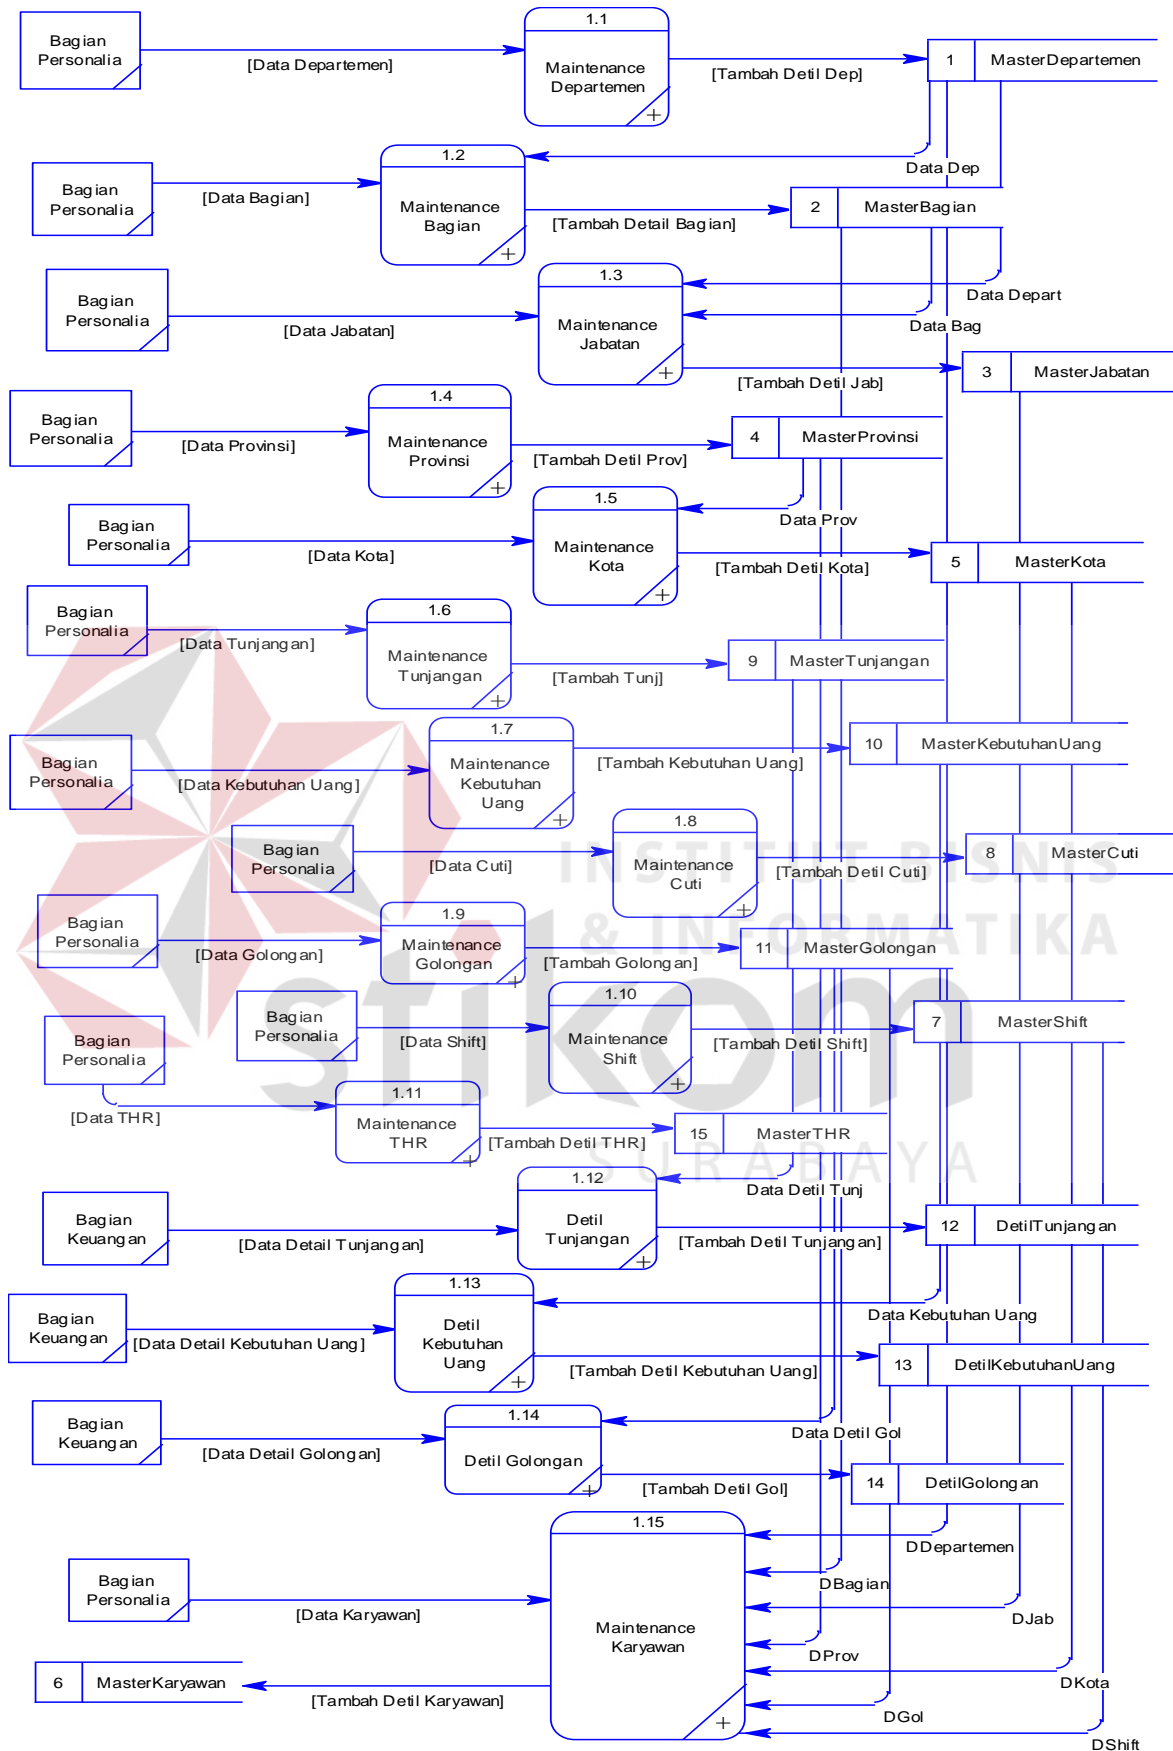 1.1
Bagian
Personalia
[Data Departemen]
Maintenance
Departemen
[Tambah Detil Dep]
1
MasterDepartemen
1.2
Data Dep
Bagian
Personalia
[Data Bagian]
Maintenance
Bagian
[Tambah Detail Bagian]
2
MasterBagian
1.3
Bagian
Personalia
[Data Jabatan]
Maintenance
Jabatan
Data Depart
Data Bag
[Tambah Detil Jab]
3
MasterJabatan
1.4
Bagian
Personalia
[Data Provinsi]
Maintenance
Provinsi
[Tambah Detil Prov]
4
MasterProvinsi
1.5
Data Prov
Bagian
Personalia
[Data Kota]
Maintenance
Kota
[Tambah Detil Kota]
5
MasterKota
1.6
Bagian
Personalia
[Data Tunjangan]
Maintenance
Tunjangan
[Tambah Tunj]
9
MasterTunjangan
1.7
Bagian
Personalia
[Data Kebutuhan Uang]
Maintenance
Kebutuhan
Uang
[Tambah Kebutuhan Uang]
10
MasterKebutuhanUang
1.8
Bagian
Personalia
[Data Cuti]
Maintenance
Cuti
[Tambah Detil Cuti]
8
MasterCuti
INSTITUT BISNIS
& INFORMATIKA
stikom
SURABAYA
1.9
Bagian
Personalia
[Data Golongan]
Maintenance
Golongan
[Tambah Golongan]
11
MasterGolongan
1.10
Bagian
Personalia
[Data Shift]
Maintenance
Shift
[Tambah Detil Shift]
7
MasterShift
Bagian
Personalia
[Data THR]
1.11
Maintenance
THR
[Tambah Detil THR]
15
MasterTHR
1.12
Data Detil Tunj
Bagian
Keuangan
[Data Detail Tunjangan]
Detil
Tunjangan
[Tambah Detil Tunjangan]
12
DetilTunjangan
1.13
Data Kebutuhan Uang
Bagian
Keuangan
[Data Detail Kebutuhan Uang]
Detil
Kebutuhan
Uang
[Tambah Detil Kebutuhan Uang]
13
DetilKebutuhanUang
1.14
Data Detil Gol
Bagian
Keuangan
[Data Detail Golongan]
Detil Golongan
[Tambah Detil Gol]
14
DetilGolongan
1.15
DDepartemen
Bagian
Personalia
[Data Karyawan]
Maintenance
Karyawan
DBagian
DJab
DProv
DKota
DGol
DShift
6
MasterKaryawan
[Tambah Detil Karyawan]